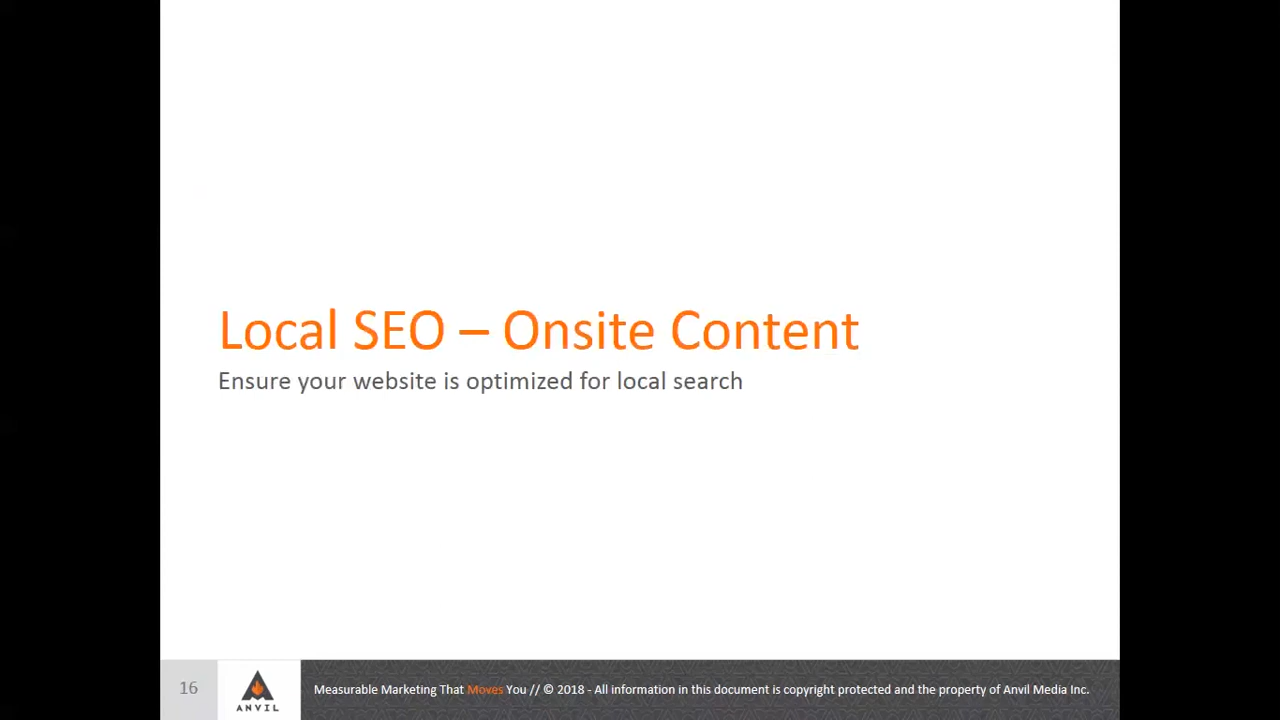 Local SEO – Onsite Content
Ensure your website is optimized for local search
16
ANVIL
Measurable Marketing That Moves You // © 2018 - All information in this document is copyright protected and the property of Anvil Media Inc.